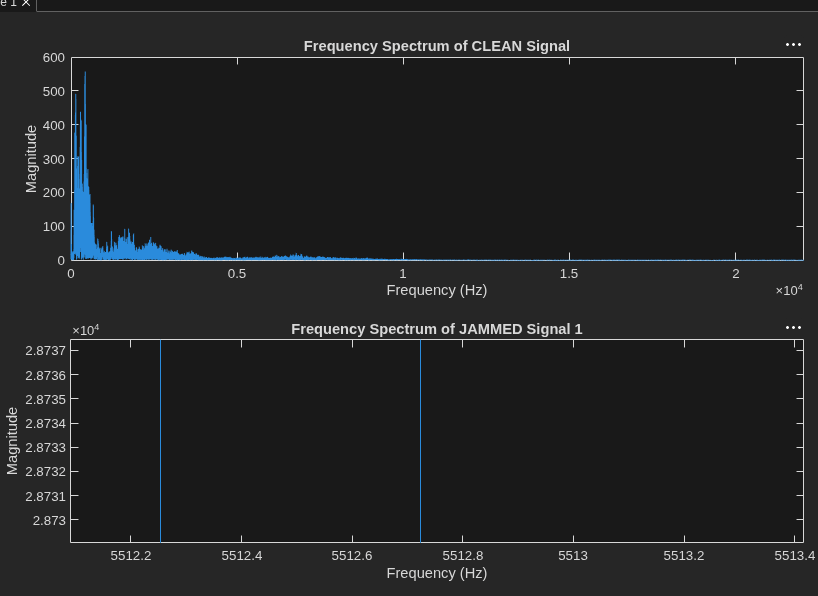 e 1 ×
Frequency Spectrum of CLEAN Signal
600
500
400
300
200
100
0
Magnitude
0 0.5 1 1.5 2
×10⁴
Frequency (Hz)
Frequency Spectrum of JAMMED Signal 1
×10⁴
2.8737
2.8736
2.8735
2.8734
2.8733
2.8732
2.8731
2.873
Magnitude
5512.2 5512.4 5512.6 5512.8 5513 5513.2 5513.4
Frequency (Hz)